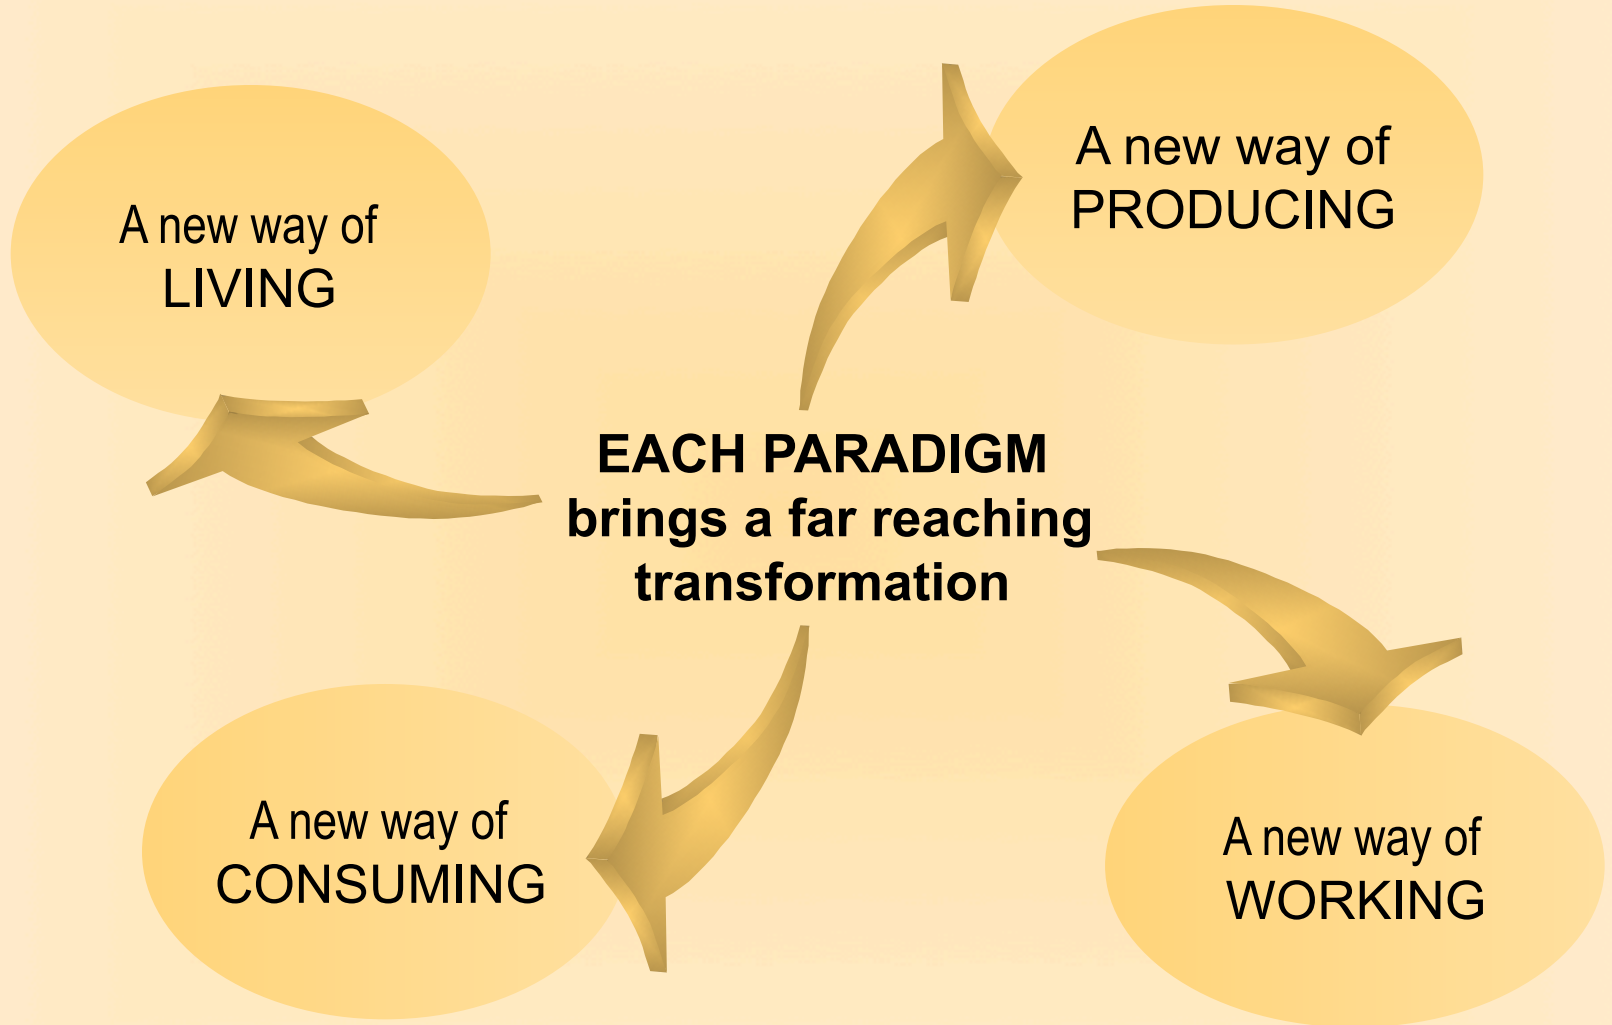 A new way of
LIVING
A new way of
PRODUCING
EACH PARADIGM
brings a far reaching
transformation
A new way of
CONSUMING
A new way of
WORKING